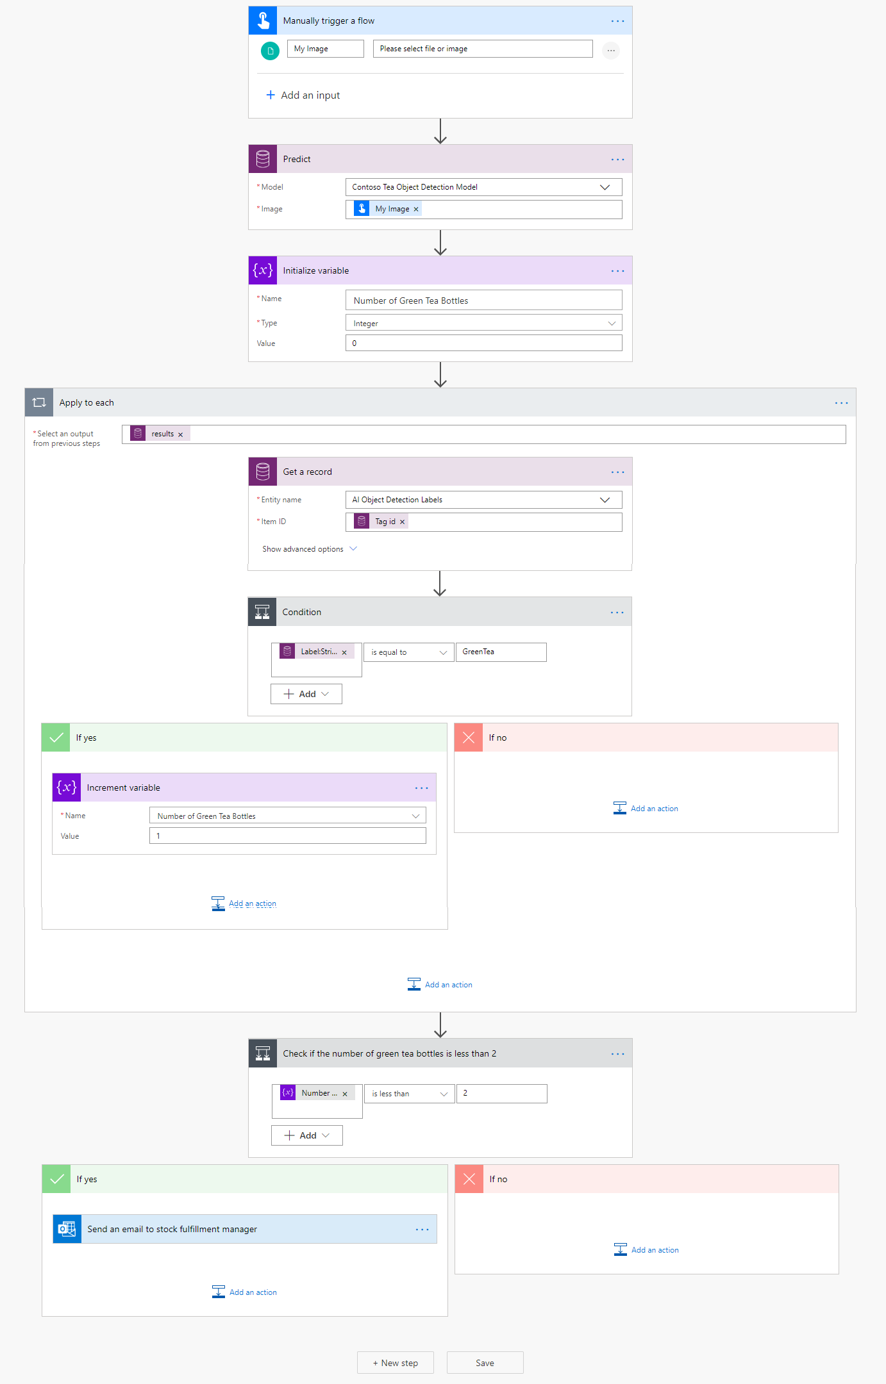 Manually trigger a flow
My Image Please select file or image
+ Add an input
Predict
* Model Contoso Tea Object Detection Model
* Image My Image ×
{x} Initialize variable
* Name Number of Green Tea Bottles
* Type Integer
Value 0
Apply to each
* Select an output
from previous steps
results ×
Get a record
* Entity name AI Object Detection Labels
* Item ID Tag id ×
Show advanced options
Condition
Label:Stri... × is equal to GreenTea
+ Add
If yes
If no
{x} Increment variable
* Name Number of Green Tea Bottles
Value 1
Add an action
Add an action
Add an action
Check if the number of green tea bottles is less than 2
{x} Number ... × is less than 2
+ Add
If yes
If no
Send an email to stock fulfillment manager
Add an action
Add an action
+ New step Save